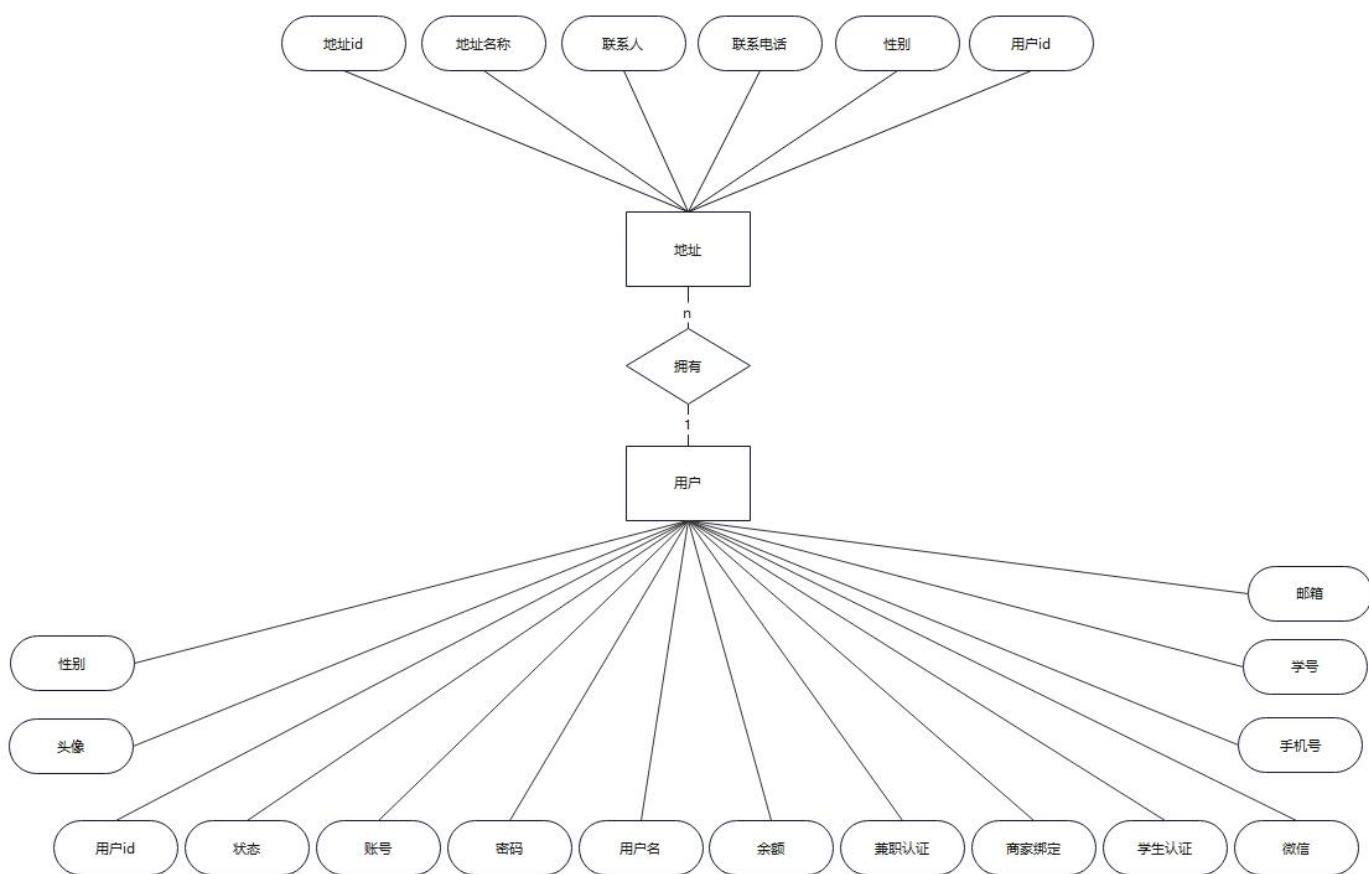 地址id
地址名称
联系人
联系电话
性别
用户id
地址
n
拥有
1
用户
邮箱
性别
学号
头像
手机号
用户id
状态
账号
密码
用户名
余额
兼职认证
商家绑定
学生认证
微信